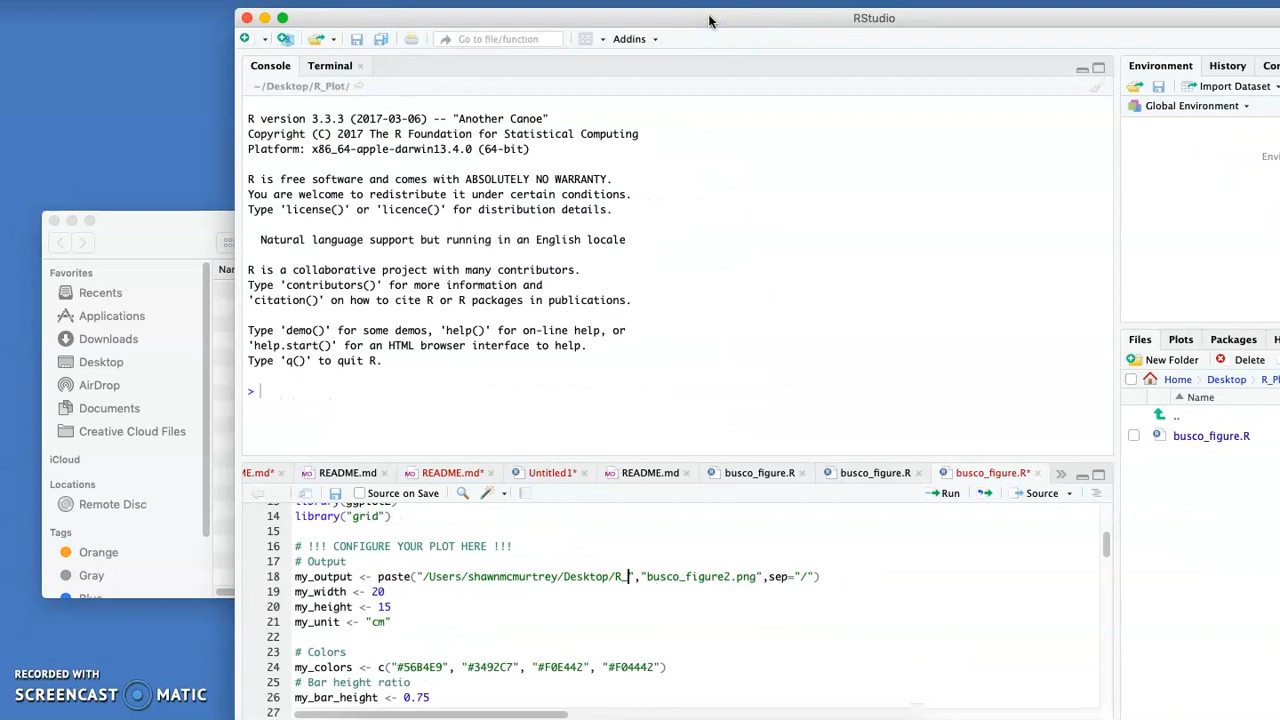 RStudio
Go to file/function
Addins
Console
Terminal
~/Desktop/R_Plot/
R version 3.3.3 (2017-03-06) -- "Another Canoe"
Copyright (C) 2017 The R Foundation for Statistical Computing
Platform: x86_64-apple-darwin13.4.0 (64-bit)
R is free software and comes with ABSOLUTELY NO WARRANTY.
You are welcome to redistribute it under certain conditions.
Type 'license()' or 'licence()' for distribution details.
Natural language support but running in an English locale
R is a collaborative project with many contributors.
Type 'contributors()' for more information and
'citation()' on how to cite R or R packages in publications.
Type 'demo()' for some demos, 'help()' for on-line help, or
'help.start()' for an HTML browser interface to help.
Type 'q()' to quit R.
>
Environment
History
Con
Import Dataset
Global Environment
Envi
Files
Plots
Packages
H
New Folder
Delete
Home
Desktop
R_Pl
Name
..
busco_figure.R
Nar
Favorites
Recents
Applications
Downloads
Desktop
AirDrop
Documents
Creative Cloud Files
iCloud
Locations
Remote Disc
Tags
Orange
Gray
Blue
ME.md*
README.md
README.md*
Untitled1*
README.md
busco_figure.R
busco_figure.R
busco_figure.R*
Source on Save
Run
Source
13 library(ggplot2)
14 library("grid")
15
16 # !!! CONFIGURE YOUR PLOT HERE !!!
17 # Output
18 my_output <- paste("/Users/shawnmcmurtrey/Desktop/R_","busco_figure2.png",sep="/")
19 my_width <- 20
20 my_height <- 15
21 my_unit <- "cm"
22
23 # Colors
24 my_colors <- c("#56B4E9", "#3492C7", "#F0E442", "#F04442")
25 # Bar height ratio
26 my_bar_height <- 0.75
27
RECORDED WITH
SCREENCAST MATIC